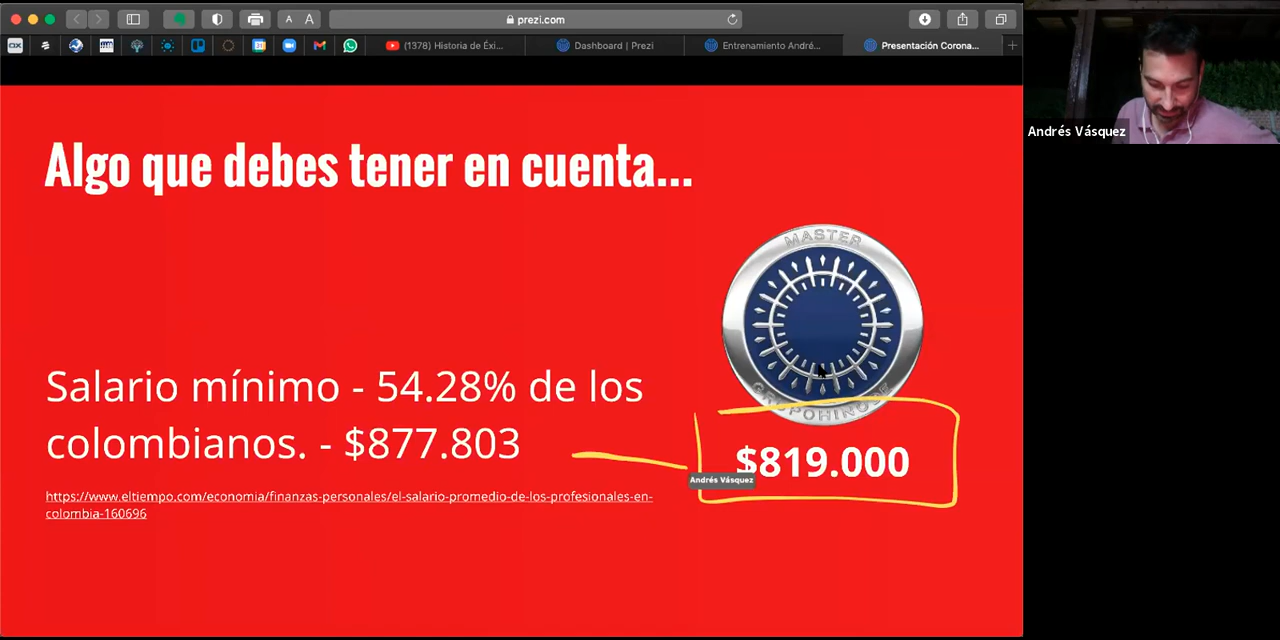 A
A
prezi.com
(1378) Historia de Éxi...
Dashboard | Prezi
Entrenamiento André...
Presentación Corona...
Andrés Vásquez
Algo que debes tener en cuenta...
MASTER
GRUPOHINODE
Salario mínimo - 54.28% de los
colombianos. - $877.803
$819.000
Andrés Vásquez
https://www.eltiempo.com/economia/finanzas-personales/el-salario-promedio-de-los-profesionales-en-
colombia-160696